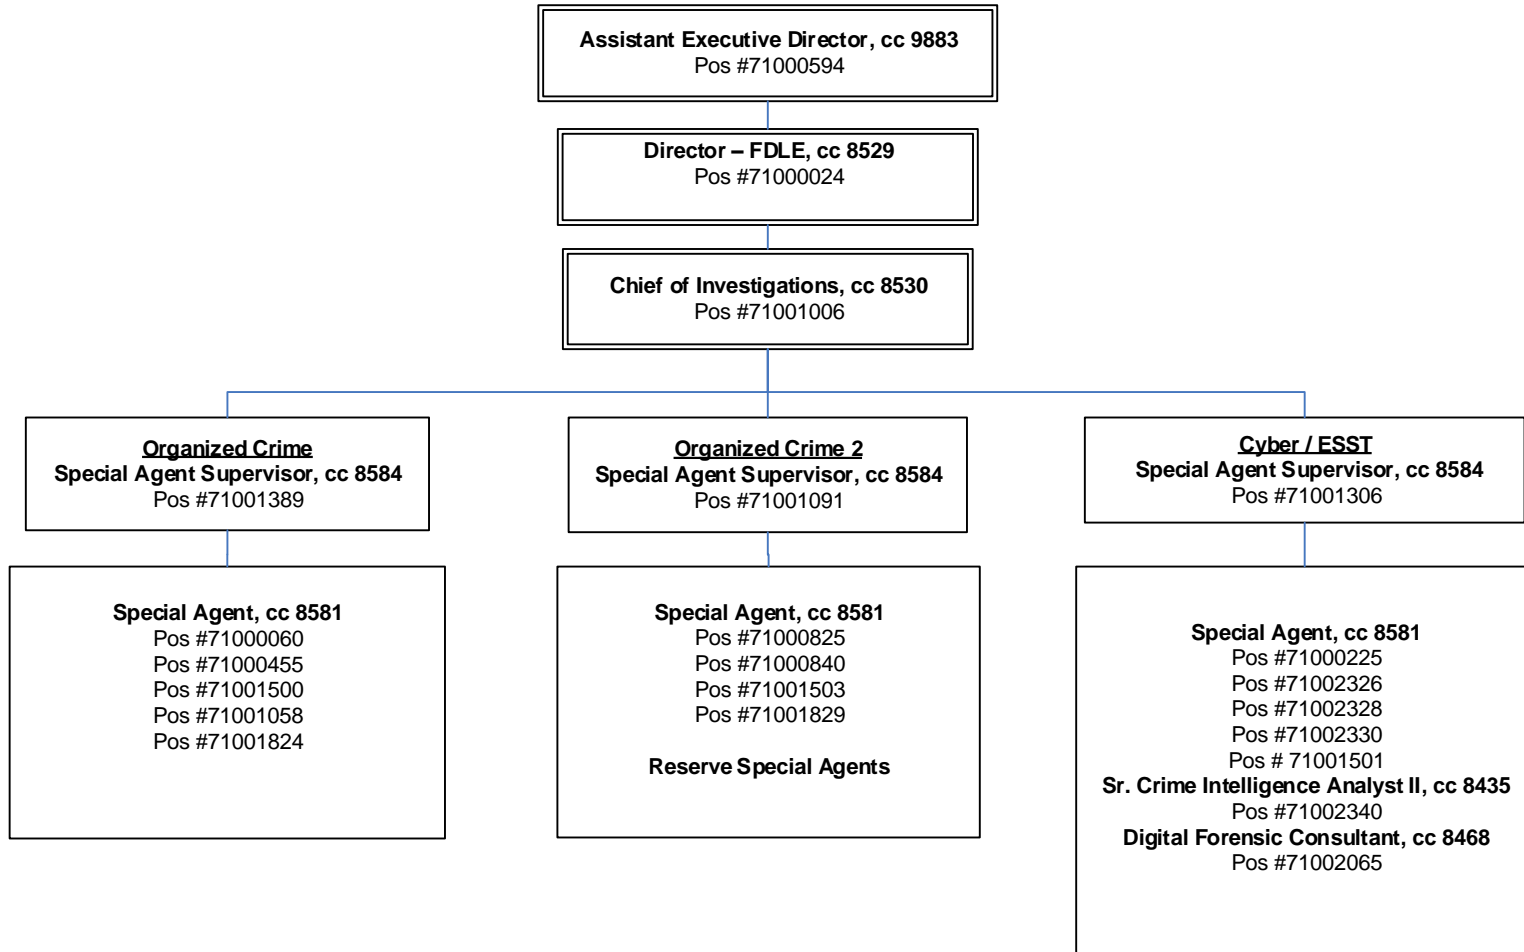 Assistant Executive Director, cc 9883
Pos #71000594
Director – FDLE, cc 8529
Pos #71000024
Chief of Investigations, cc 8530
Pos #71001006
Organized Crime
Special Agent Supervisor, cc 8584
Pos #71001389
Organized Crime 2
Special Agent Supervisor, cc 8584
Pos #71001091
Cyber / ESST
Special Agent Supervisor, cc 8584
Pos #71001306
Special Agent, cc 8581
Pos #71000060
Pos #71000455
Pos #71001500
Pos #71001058
Pos #71001824
Special Agent, cc 8581
Pos #71000825
Pos #71000840
Pos #71001503
Pos #71001829
Reserve Special Agents
Special Agent, cc 8581
Pos #71000225
Pos #71002326
Pos #71002328
Pos #71002330
Pos # 71001501
Sr. Crime Intelligence Analyst II, cc 8435
Pos #71002340
Digital Forensic Consultant, cc 8468
Pos #71002065